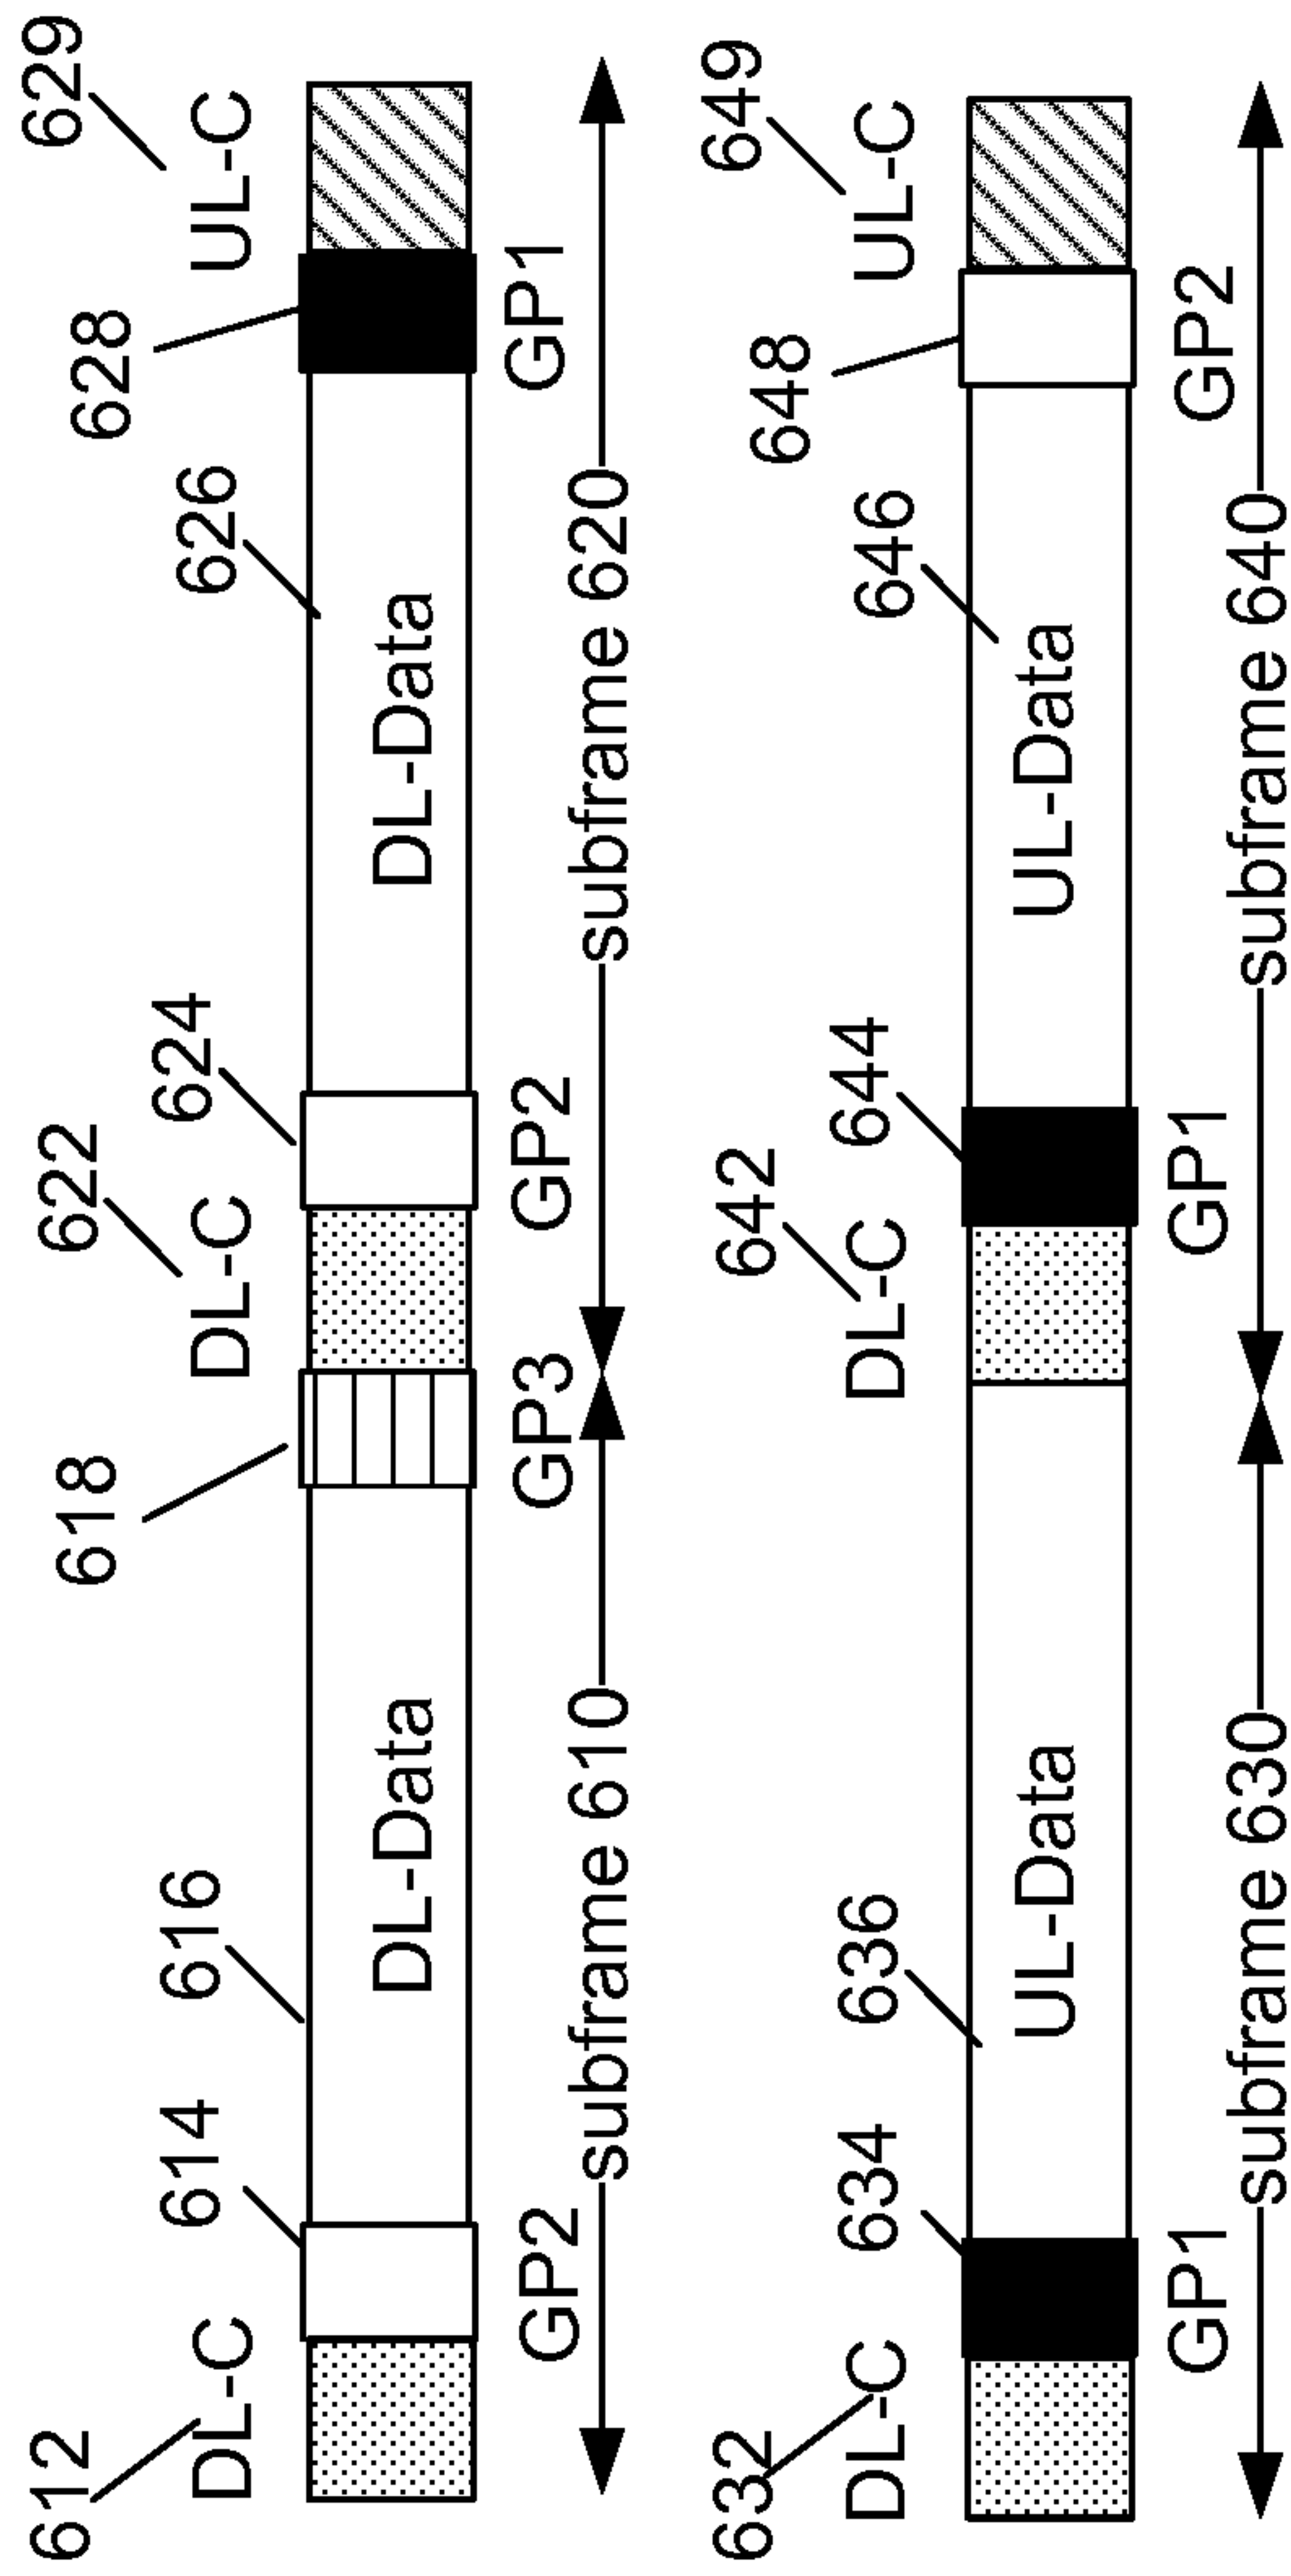 612 622 629
614 616 618 624 626 628
DL-C DL-C UL-C
DL-Data DL-Data
GP2 GP3 GP2 GP1
subframe 610 subframe 620
632 642 649
634 636 644 646 648
DL-C DL-C UL-C
UL-Data UL-Data
GP1 GP1 GP2
subframe 630 subframe 640